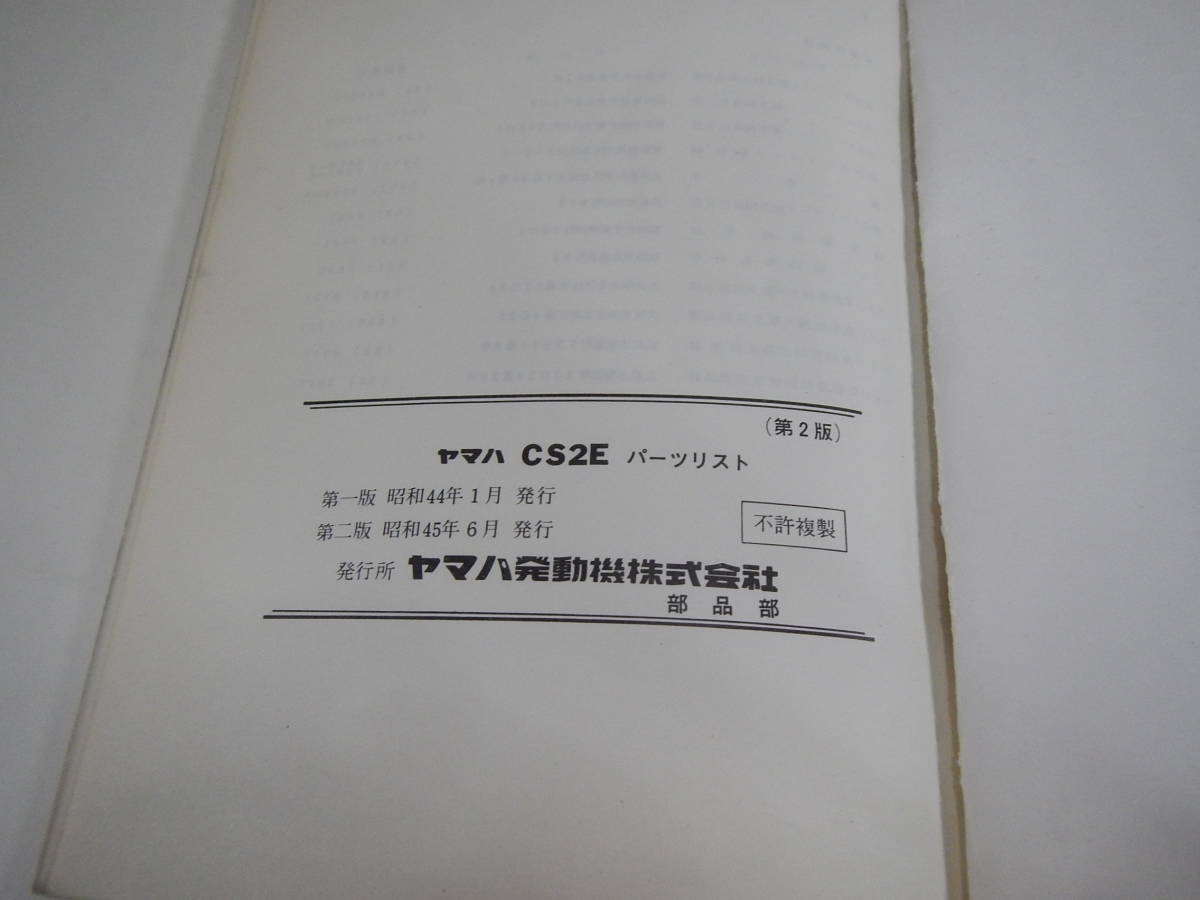 (第2版)
ヤマハ CS2E パーツリスト
第一版 昭和44年1月 発行
第二版 昭和45年6月 発行
不許複製
発行所 ヤマハ発動機株式会社
部品部